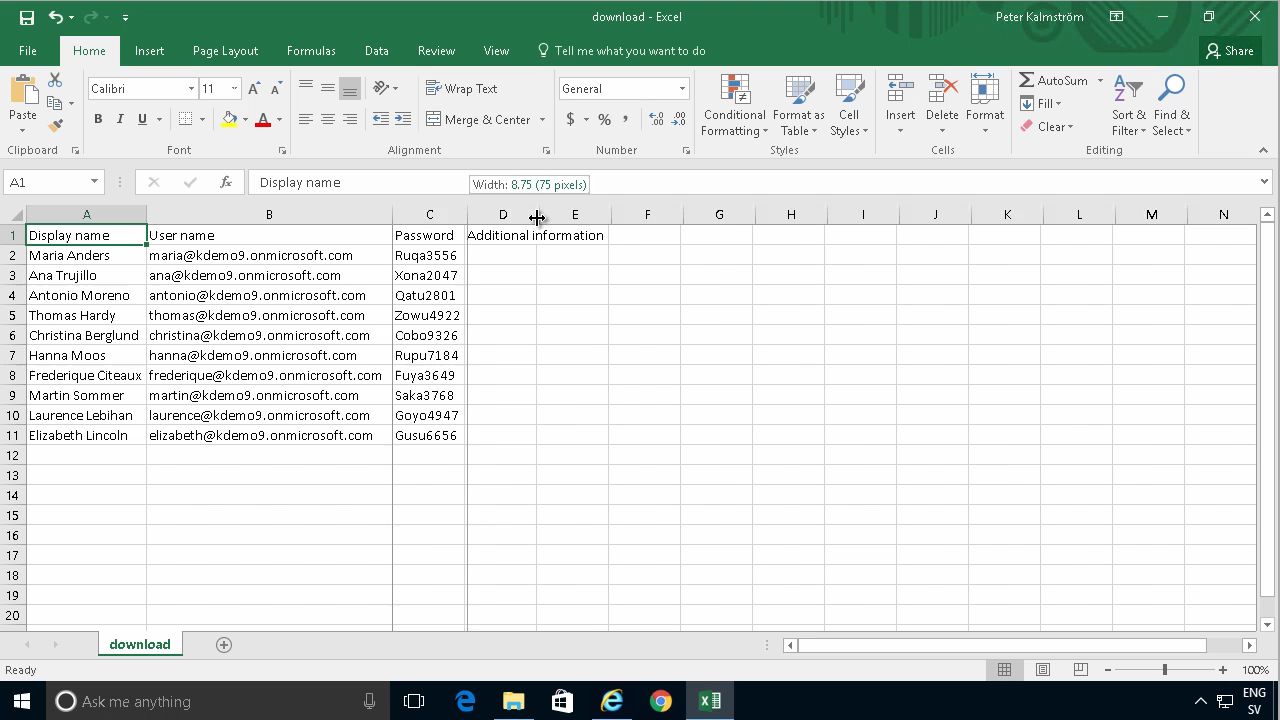 download - Excel
Peter Kalmström
File Home Insert Page Layout Formulas Data Review View Tell me what you want to do Share
Paste
Clipboard
Calibri 11
B I U
Font
Wrap Text
Merge & Center
Alignment
General
$ % ,
Number
Conditional Formatting
Format as Table
Cell Styles
Styles
Insert Delete Format
Cells
AutoSum
Fill
Clear
Sort & Filter
Find & Select
Editing
A1 fx Display name
Width: 8.75 (75 pixels)
A B C D E F G H I J K L M N
1 Display name User name Password Additional information
2 Maria Anders maria@kdemo9.onmicrosoft.com Ruqa3556
3 Ana Trujillo ana@kdemo9.onmicrosoft.com Xona2047
4 Antonio Moreno antonio@kdemo9.onmicrosoft.com Qatu2801
5 Thomas Hardy thomas@kdemo9.onmicrosoft.com Zowu4922
6 Christina Berglund christina@kdemo9.onmicrosoft.com Cobo9326
7 Hanna Moos hanna@kdemo9.onmicrosoft.com Rupu7184
8 Frederique Citeaux frederique@kdemo9.onmicrosoft.com Fuya3649
9 Martin Sommer martin@kdemo9.onmicrosoft.com Saka3768
10 Laurence Lebihan laurence@kdemo9.onmicrosoft.com Goyo4947
11 Elizabeth Lincoln elizabeth@kdemo9.onmicrosoft.com Gusu6656
12
13
14
15
16
17
18
19
20
download
Ready
100%
Ask me anything
ENG
SV